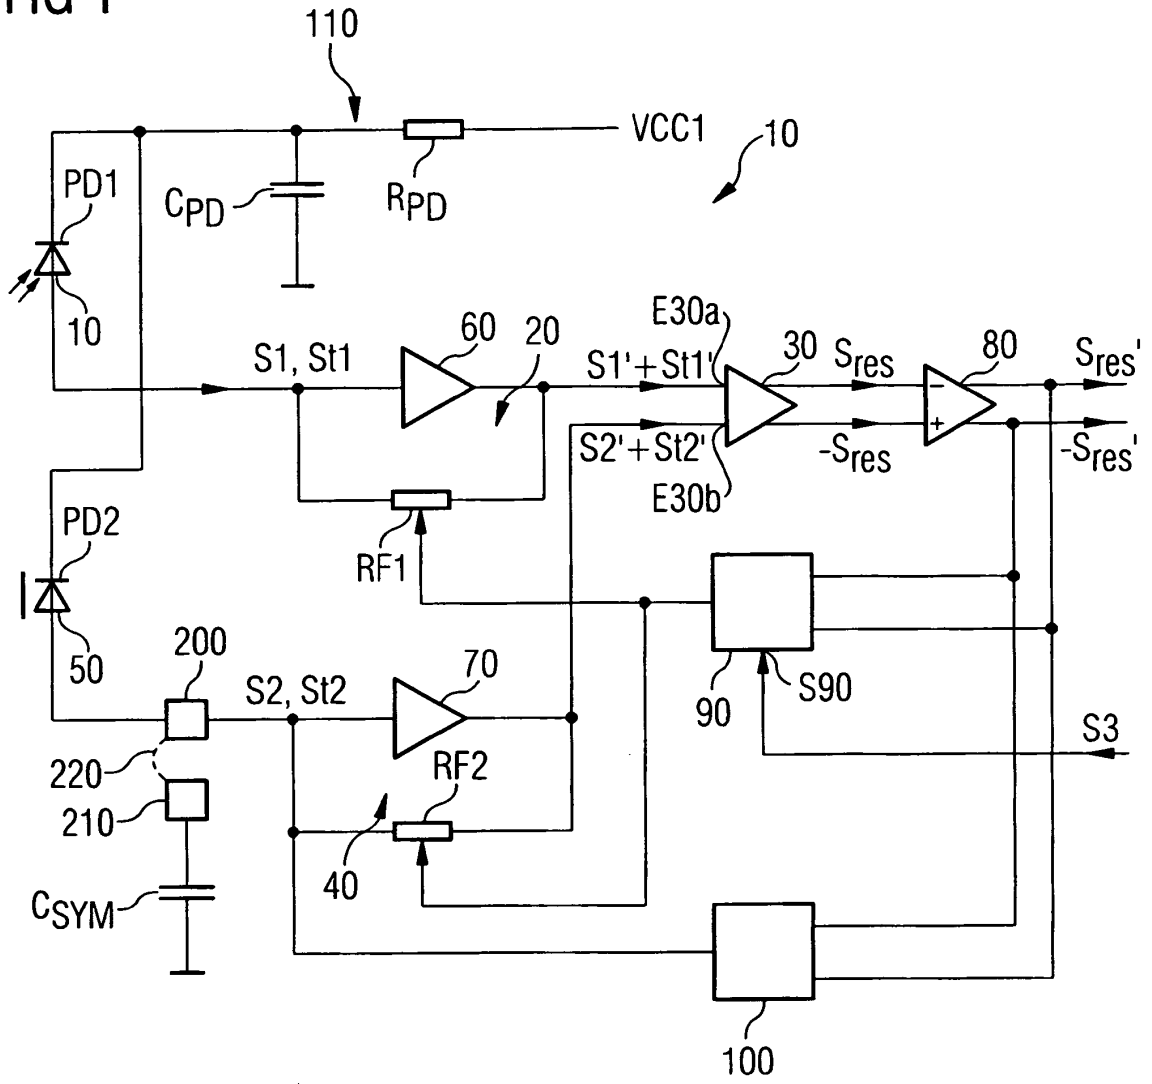 110
VCC1
10
PD1
CPD
RPD
10
E30a
60
20
30
Sres
80
Sres'
S1, St1
S1'+St1'
−
+
S2'+St2'
-Sres
-Sres'
E30b
PD2
RF1
50
200
S2, St2
70
90
S90
S3
220
RF2
210
40
CSYM
100